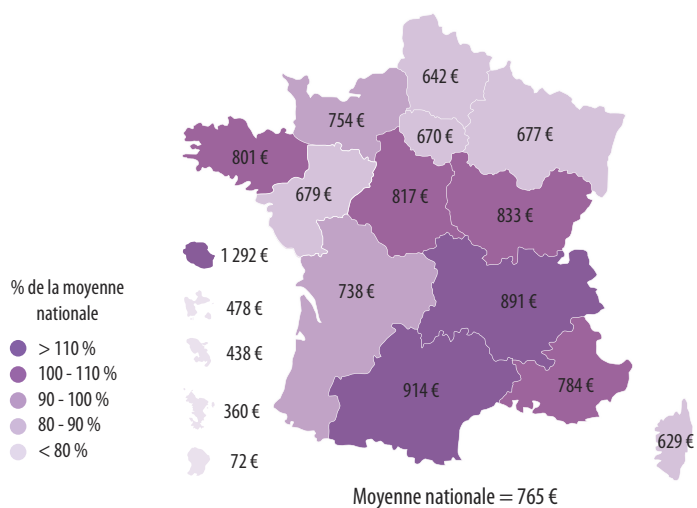 642 €
754 €
670 €
677 €
801 €
679 €
817 €
833 €
1 292 €
% de la moyenne
nationale
738 €
891 €
478 €
> 110 %
438 €
100 - 110 %
784 €
914 €
90 - 100 %
360 €
80 - 90 %
629 €
< 80 %
72 €
Moyenne nationale = 765 €